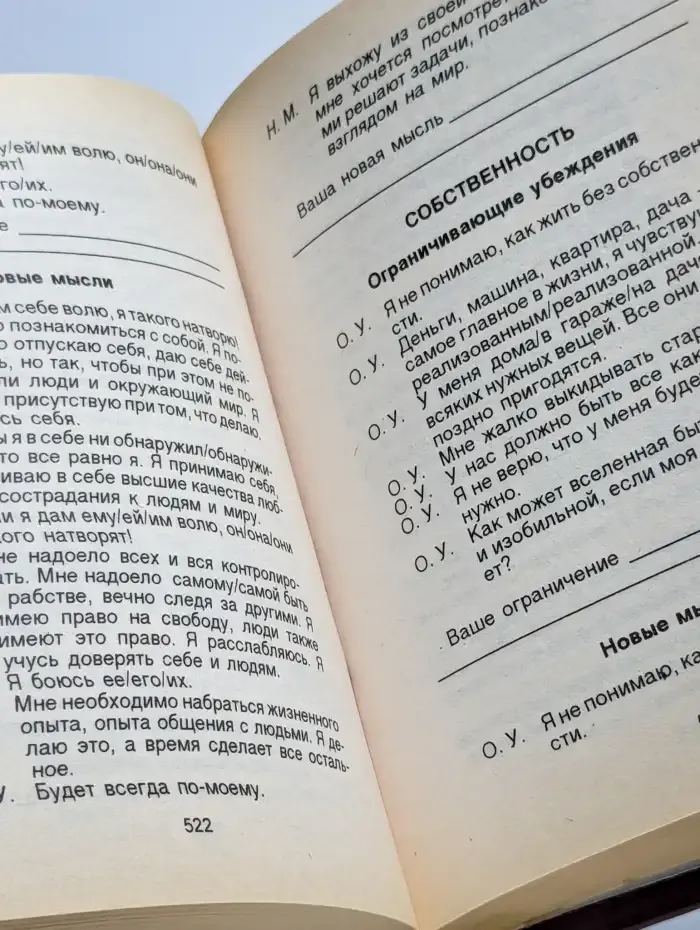 му/ей/им волю, он/она/они
ят!
его/их.
по-моему.
е
овые мысли
м себе волю, я такого натворю!
о познакомиться с собой. Я по-
о отпускаю себя, даю себе дей-
ь, но так, чтобы при этом не по-
ли люди и окружающий мир. Я
присутствую при том, что делаю.
сь себя.
ы я в себе ни обнаружил/обнаружи-
то все равно я. Я принимаю себя,
иваю в себе высшие качества люб-
сострадания к людям и миру.
и я дам ему/ей/им волю, он/она/они
кого натворят!
не надоело всех и вся контролиро-
ать. Мне надоело самому/самой быть
рабстве, вечно следя за другими. Я
имею право на свободу, люди также
имеют это право. Я расслабляюсь. Я
учусь доверять себе и людям.
Я боюсь ее/его/их.
Мне необходимо набраться жизненного
опыта, опыта общения с людьми. Я де-
лаю это, а время сделает все осталь-
ное.
У. Будет всегда по-моему.
522
Н. М. Я выхожу из своей
мне хочется посмотреть
ми решают задачи, познако
взглядом на мир.
Ваша новая мысль
СОБСТВЕННОСТЬ
Ограничивающие убеждения
О. У. Я не понимаю, как жить без собствен
сти.
О. У. Деньги, машина, квартира, дача
самое главное в жизни, я чувству
реализованным/реализованной.
О. У. У меня дома/в гараже/на даче
всяких нужных вещей. Все они
поздно пригодятся.
О. У. Мне жалко выкидывать стар
О. У. У нас должно быть все как
О. У. Я не верю, что у меня буде
нужно.
О. У. Как может вселенная бы
и изобильной, если моя
ет?
Ваше ограничение
Новые мы
О. У. Я не понимаю, ка
сти.